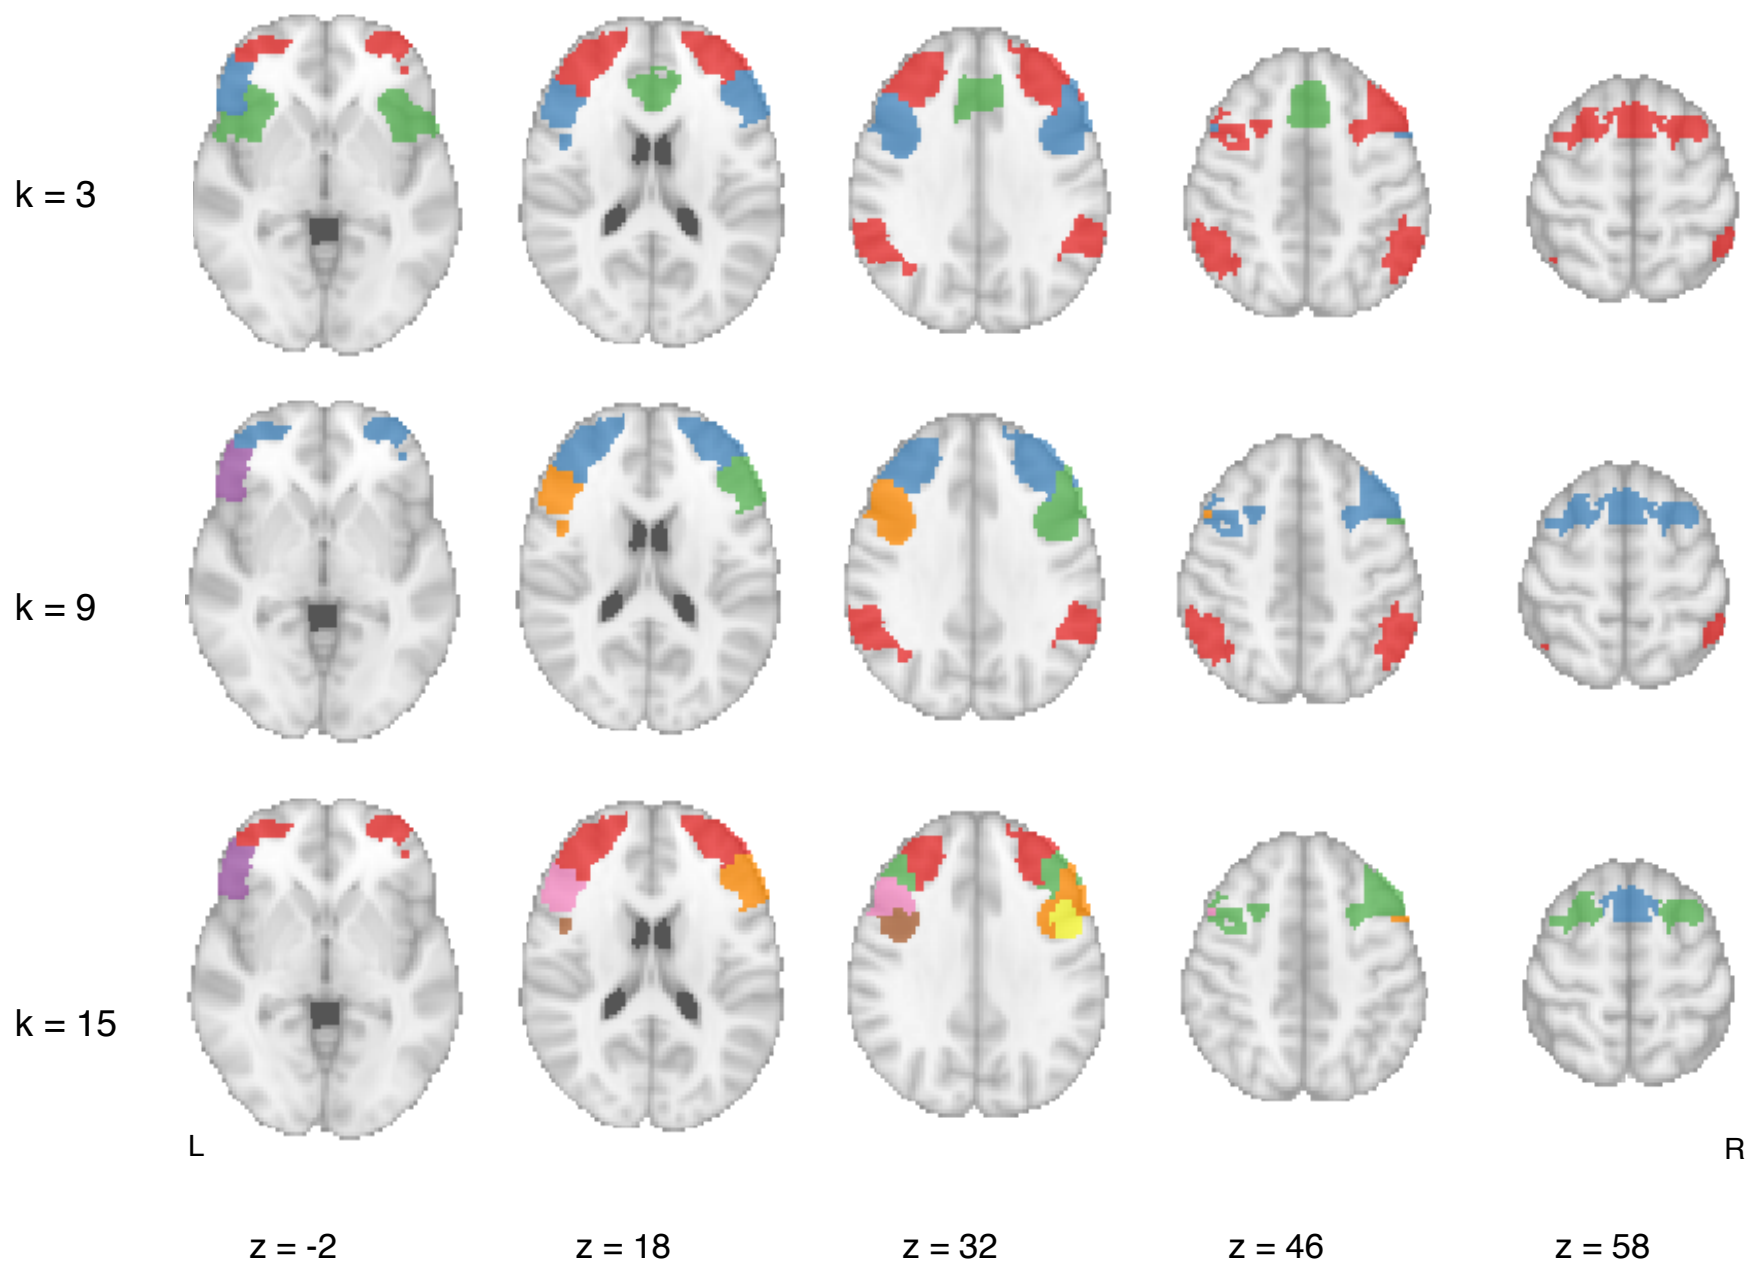 k = 3
k = 9
k = 15
L R
z = -2 z = 18 z = 32 z = 46 z = 58